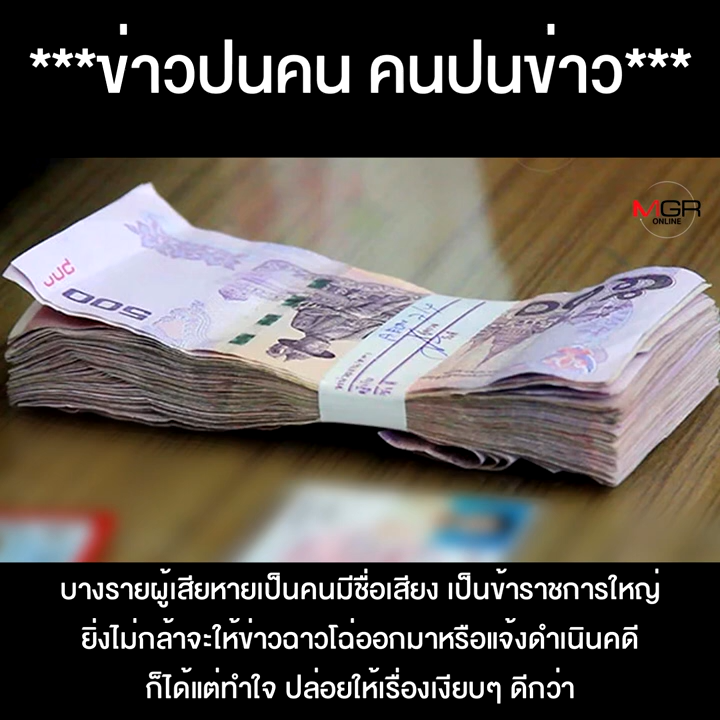 ***ข่าวปนคน คนปนข่าว***
MGR
ONLINE
500
บางรายผู้เสียหายเป็นคนมีชื่อเสียง เป็นข้าราชการใหญ่
ยิ่งไม่กล้าจะให้ข่าวฉาวโฉ่ออกมาหรือแจ้งดำเนินคดี
ก็ได้แต่ทำใจ ปล่อยให้เรื่องเงียบๆ ดีกว่า